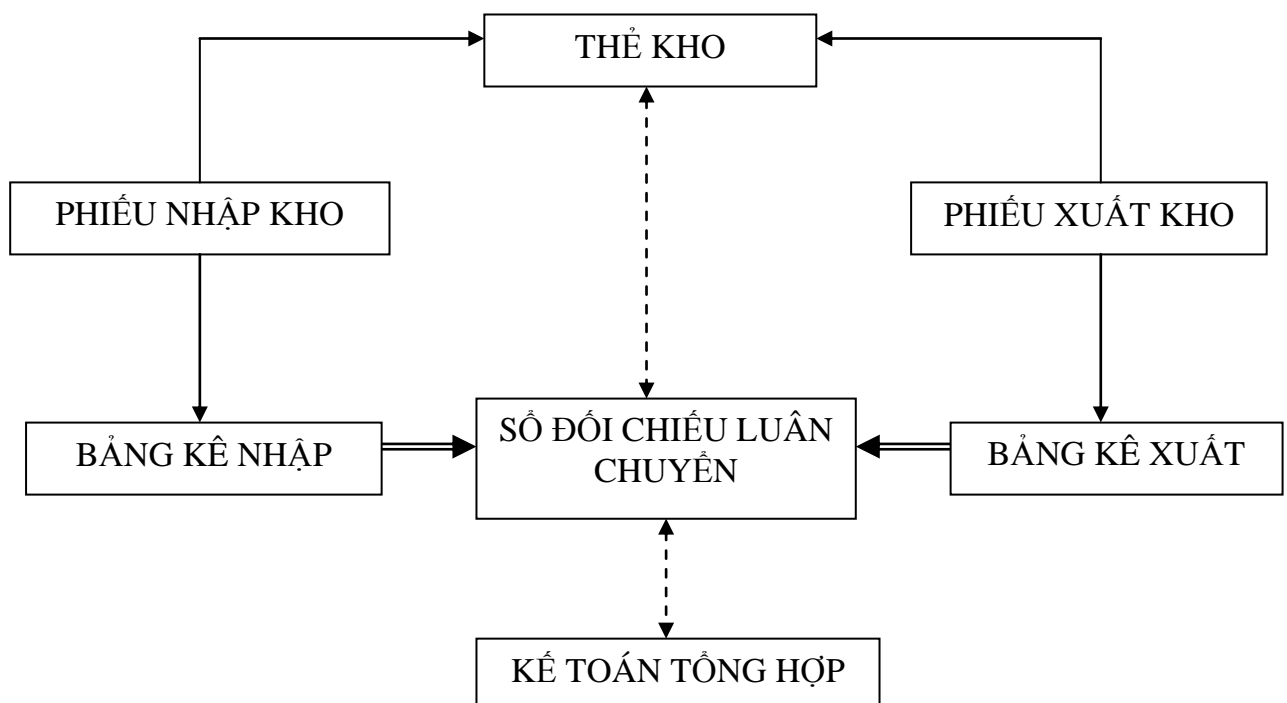 THẺ KHO
PHIẾU NHẬP KHO
PHIẾU XUẤT KHO
BẢNG KÊ NHẬP
SỔ ĐỐI CHIẾU LUÂN
CHUYỂN
BẢNG KÊ XUẤT
KẾ TOÁN TỔNG HỢP